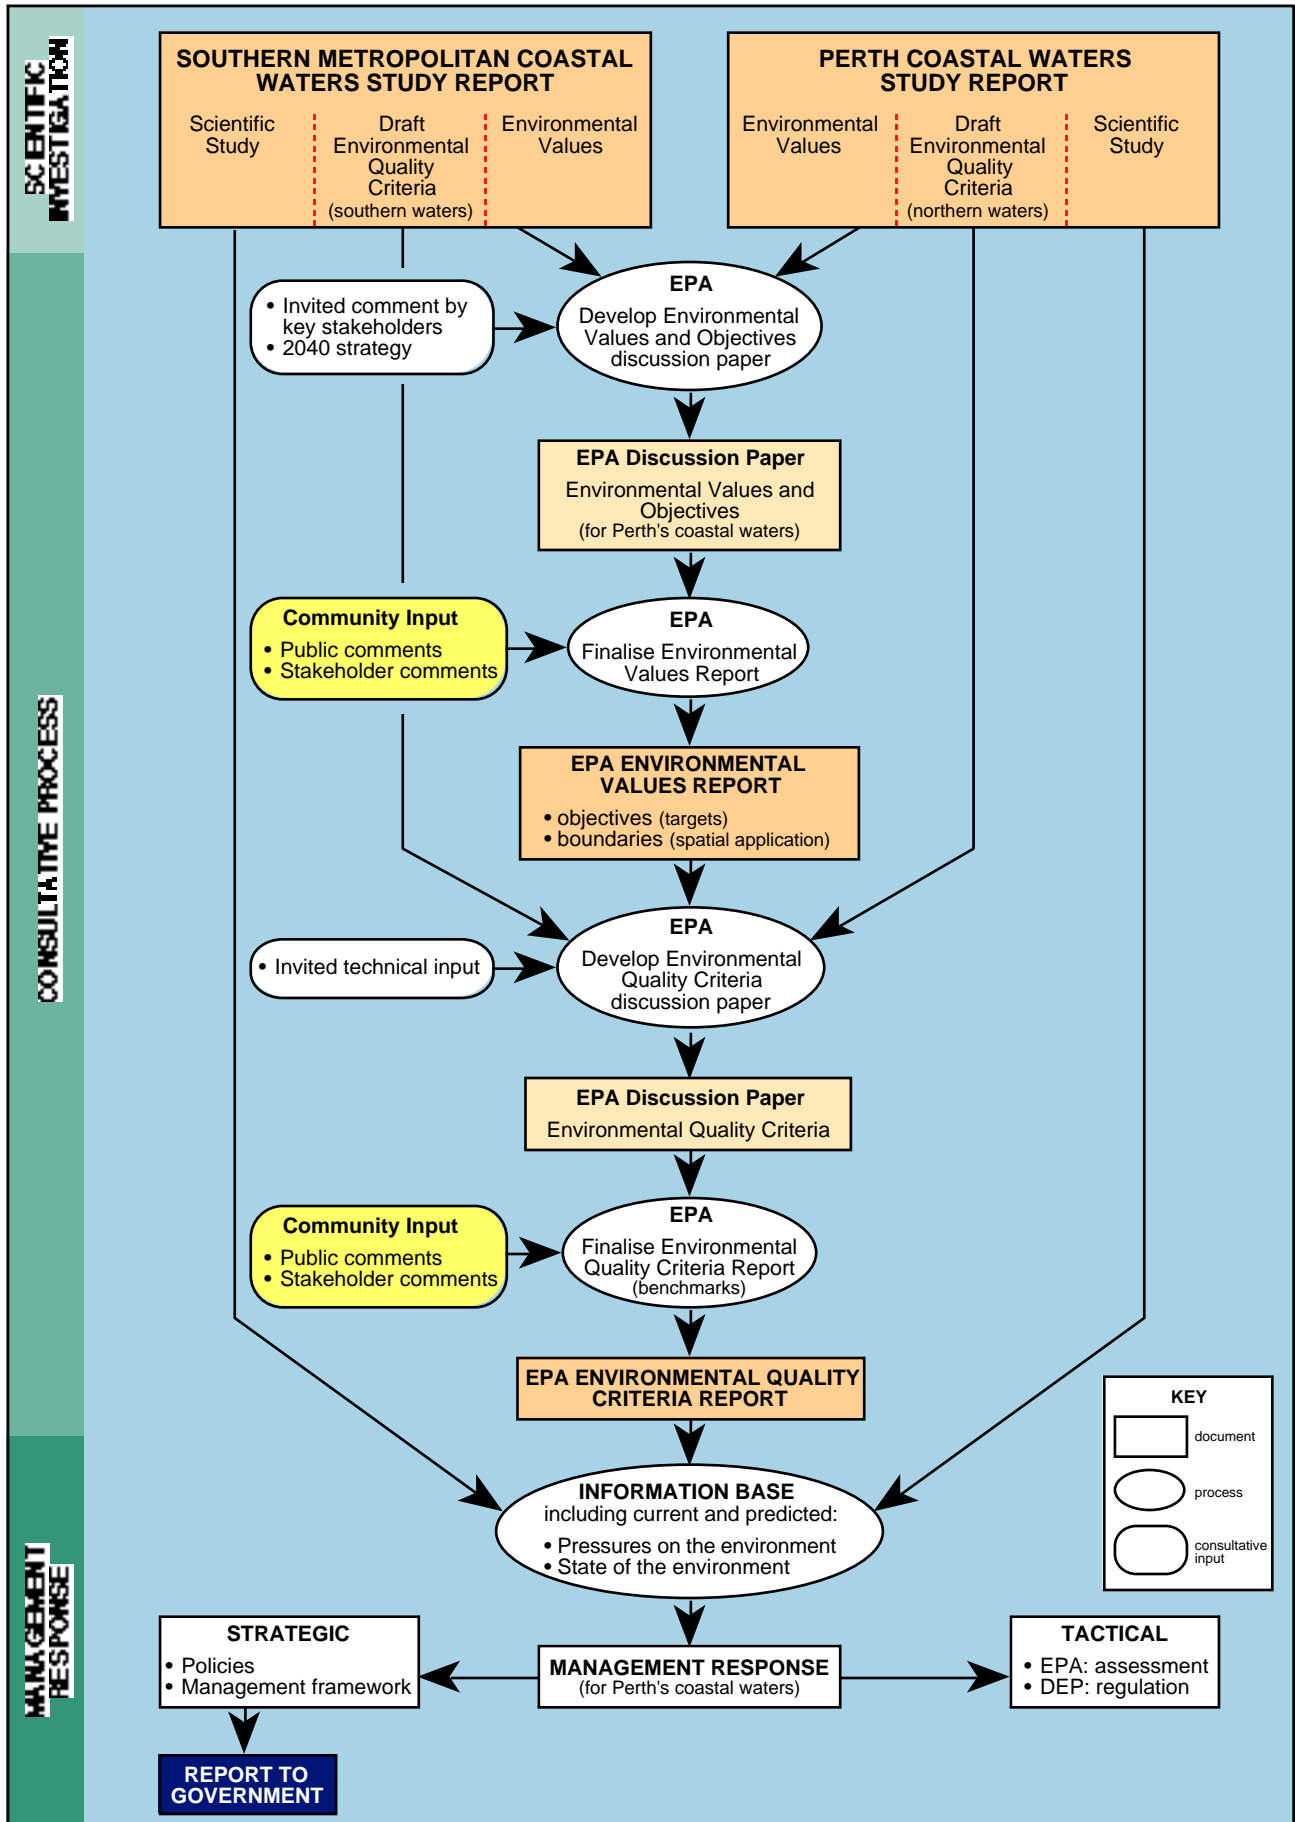 SCIENTIFIC
INVESTIGATION
SOUTHERN METROPOLITAN COASTAL
WATERS STUDY REPORT
Scientific
Study
Draft
Environmental
Quality
Criteria
(southern waters)
Environmental
Values
PERTH COASTAL WATERS
STUDY REPORT
Environmental
Values
Draft
Environmental
Quality
Criteria
(northern waters)
Scientific
Study
CONSULTATIVE PROCESS
• Invited comment by
key stakeholders
• 2040 strategy
EPA
Develop Environmental
Values and Objectives
discussion paper
EPA Discussion Paper
Environmental Values and
Objectives
(for Perth's coastal waters)
Community Input
• Public comments
• Stakeholder comments
EPA
Finalise Environmental
Values Report
EPA ENVIRONMENTAL
VALUES REPORT
• objectives (targets)
• boundaries (spatial application)
• Invited technical input
EPA
Develop Environmental
Quality Criteria
discussion paper
EPA Discussion Paper
Environmental Quality Criteria
Community Input
• Public comments
• Stakeholder comments
EPA
Finalise Environmental
Quality Criteria Report
(benchmarks)
EPA ENVIRONMENTAL QUALITY
CRITERIA REPORT
KEY
document
process
consultative
input
MANAGEMENT
RESPONSE
INFORMATION BASE
including current and predicted:
• Pressures on the environment
• State of the environment
STRATEGIC
• Policies
• Management framework
MANAGEMENT RESPONSE
(for Perth's coastal waters)
TACTICAL
• EPA: assessment
• DEP: regulation
REPORT TO
GOVERNMENT